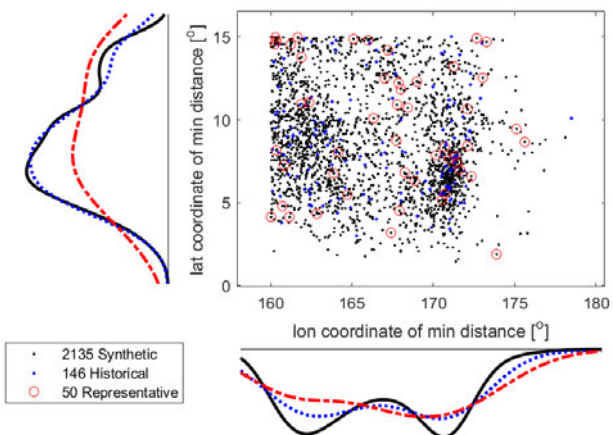 15
10
5
0
lat coordinate of min distance [o]
160
165
170
175
180
lon coordinate of min distance [o]
2135 Synthetic
146 Historical
50 Representative